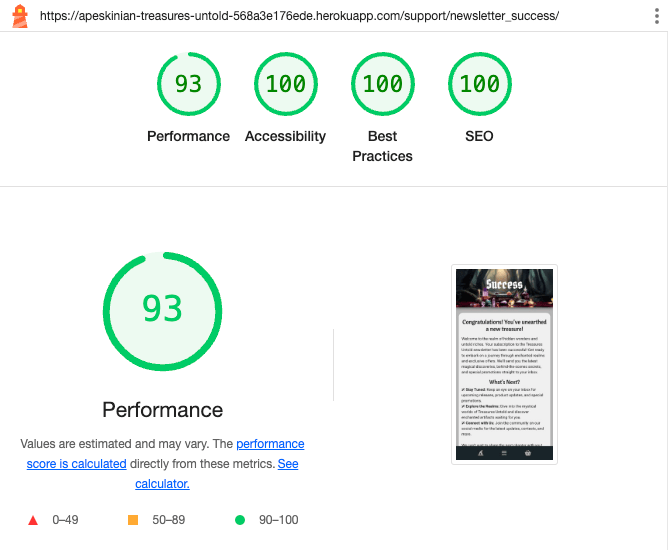 https://apeskinian-treasures-untold-568a3e176ede.herokuapp.com/support/newsletter_success/
93
100
100
100
Performance
Accessibility
Best
Practices
SEO
93
Performance
Values are estimated and may vary. The performance
score is calculated directly from these metrics. See
calculator.
0–49
50–89
90–100
Success
Congratulations! You've unearthed
a new treasure!
What's Next?